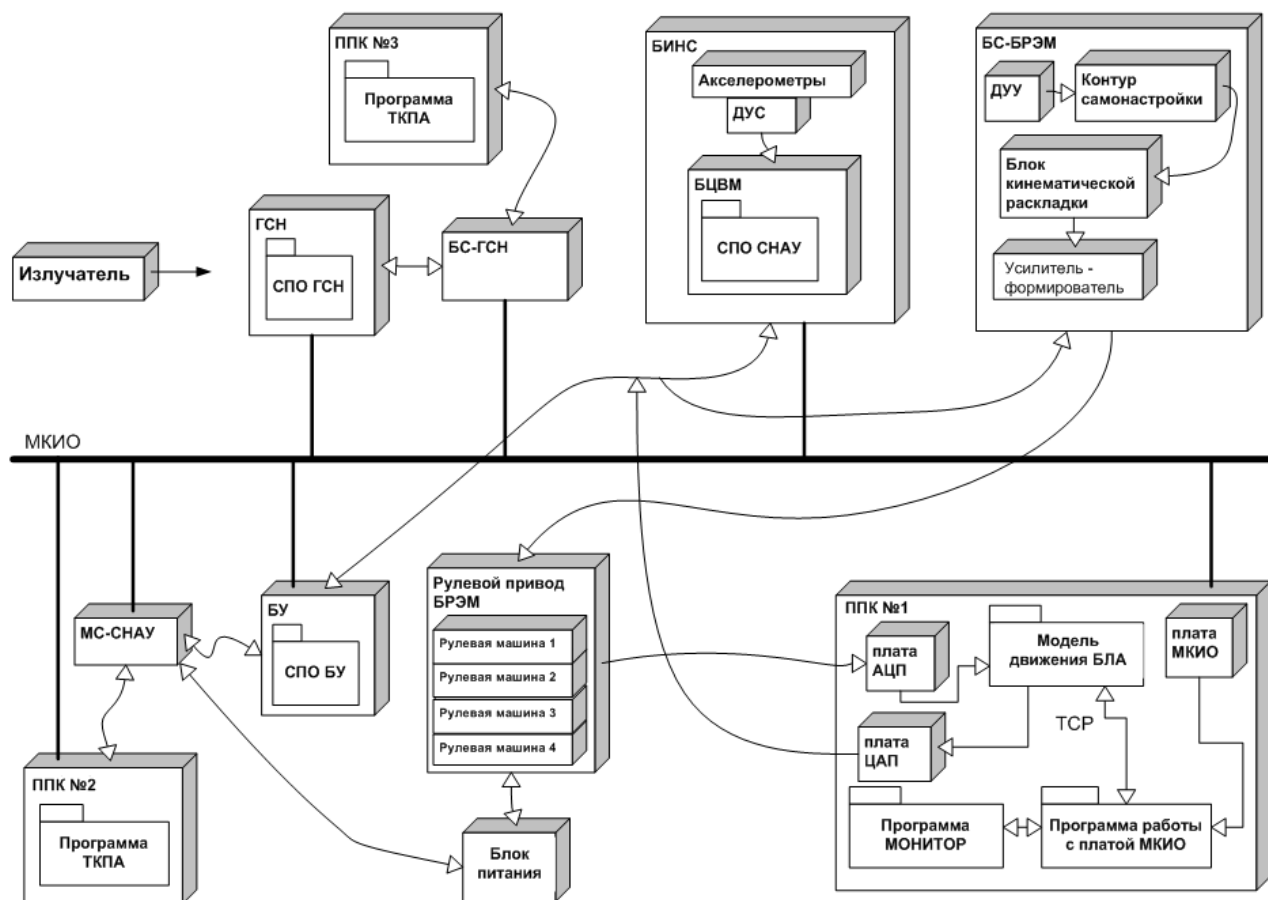 ППК №3
Программа
ТКПА
БИНС
Акселерометры
ДУС
БЦВМ
СПО СНАУ
БС-БРЭМ
ДУУ
Контур
самонастройки
Блок
кинематической
раскладки
Усилитель -
формирователь
Излучатель
ГСН
СПО ГСН
БС-ГСН
МКИО
МС-СНАУ
БУ
СПО БУ
Рулевой привод
БРЭМ
Рулевая машина 1
Рулевая машина 2
Рулевая машина 3
Рулевая машина 4
ППК №1
плата
АЦП
Модель
движения БЛА
плата
МКИО
плата
ЦАП
TCP
Программа
МОНИТОР
Программа работы
с платой МКИО
ППК №2
Программа
ТКПА
Блок
питания